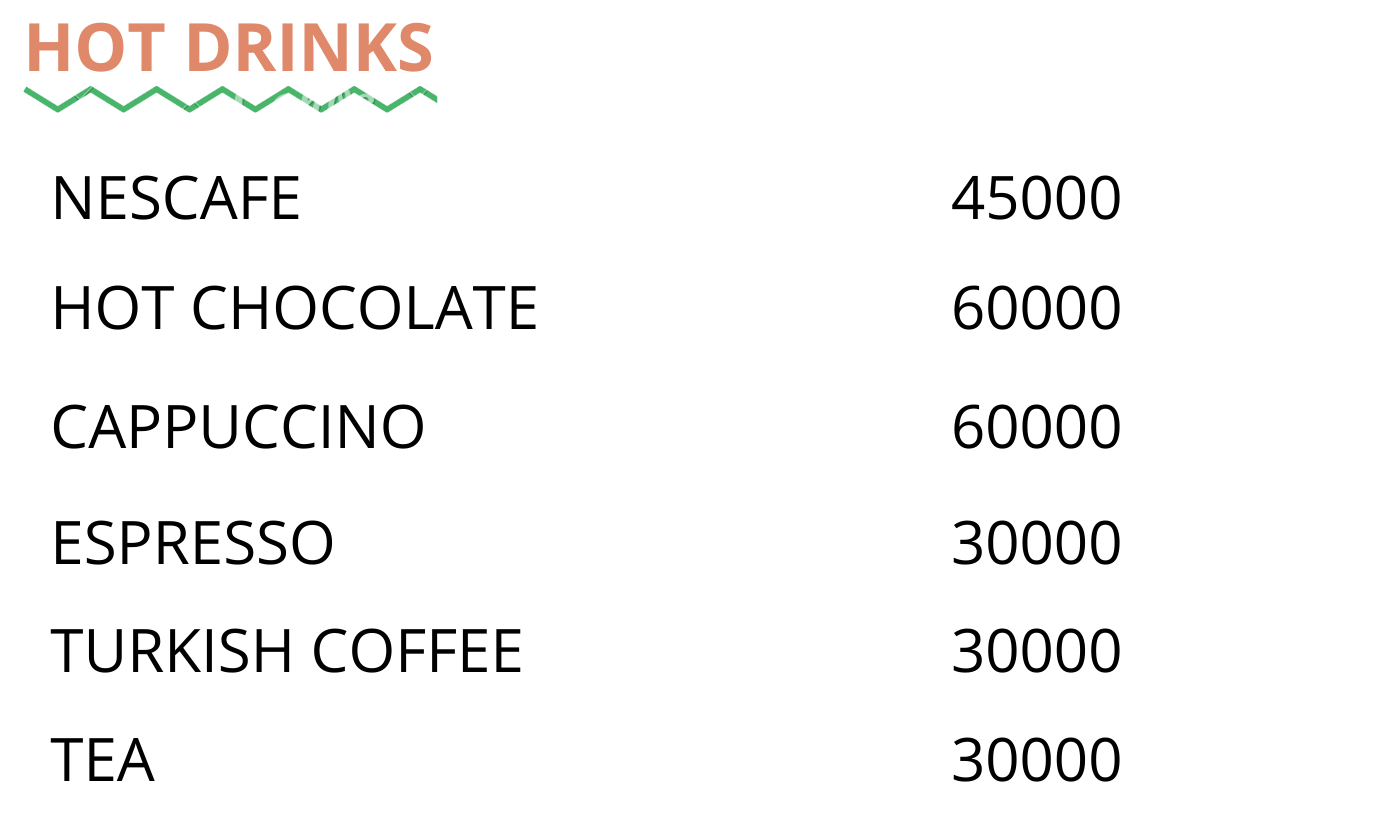 HOT DRINKS
NESCAFE 45000
HOT CHOCOLATE 60000
CAPPUCCINO 60000
ESPRESSO 30000
TURKISH COFFEE 30000
TEA 30000